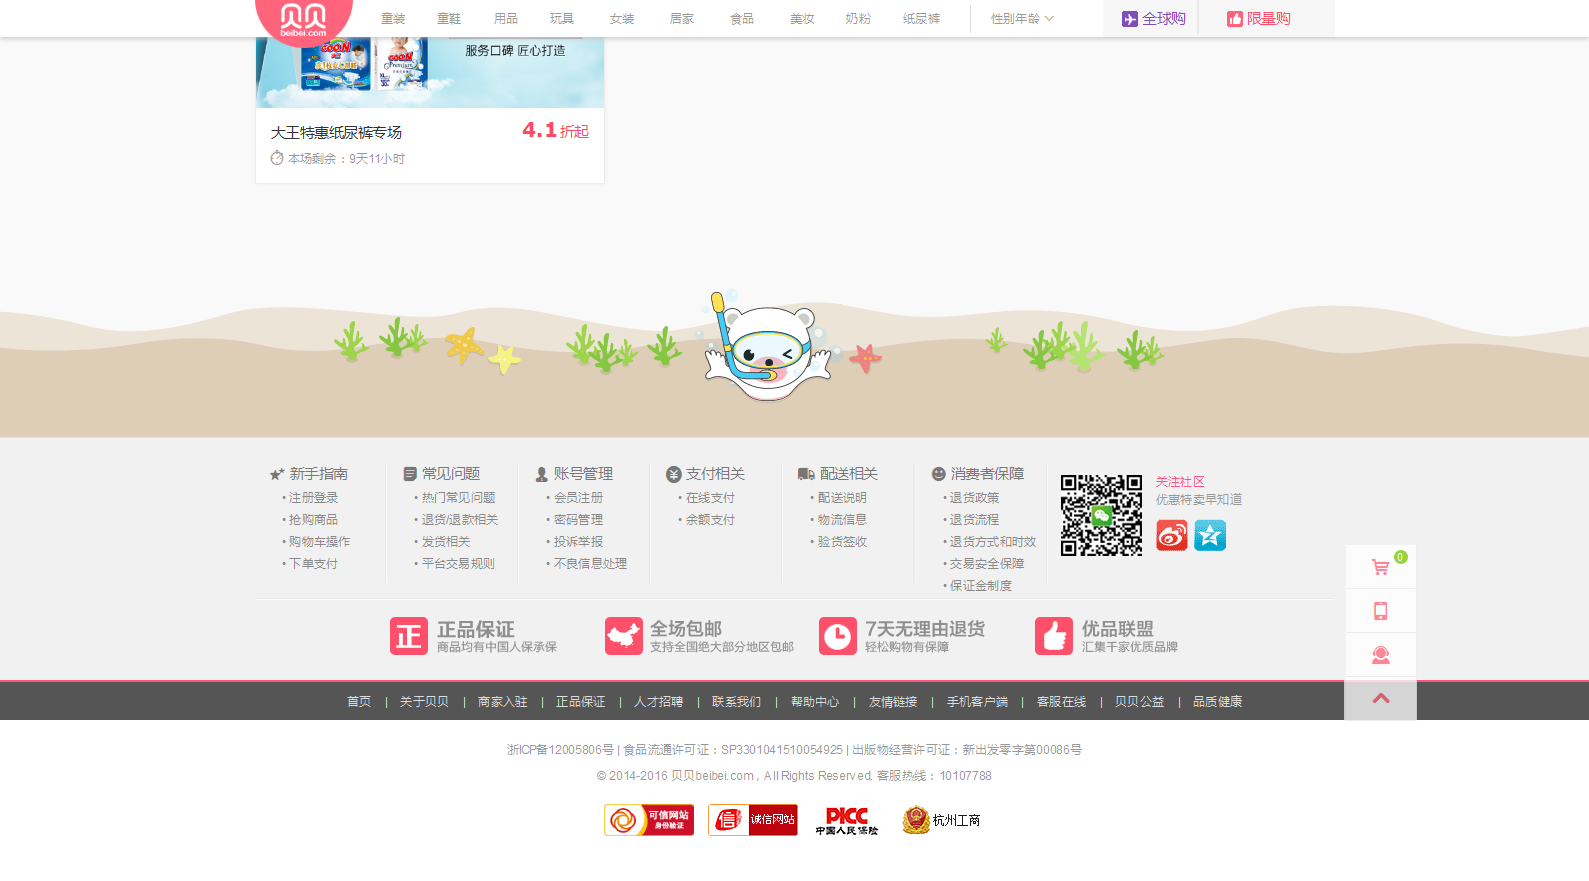 贝贝
beibei.com
童装 童鞋 用品 玩具 女装 居家 食品 美妆 奶粉 纸尿裤 性别年龄 全球购 限量购
GOO.N
GOO.N
Premium
服务口碑 匠心打造
大王特惠纸尿裤专场 4.1折起
本场剩余：9天11小时
新手指南
• 注册登录
• 抢购商品
• 购物车操作
• 下单支付
常见问题
• 热门常见问题
• 退货/退款相关
• 发货相关
• 平台交易规则
账号管理
• 会员注册
• 密码管理
• 投诉举报
• 不良信息处理
支付相关
• 在线支付
• 余额支付
配送相关
• 配送说明
• 物流信息
• 验货签收
消费者保障
• 退货政策
• 退货流程
• 退货方式和时效
• 交易安全保障
• 保证金制度
关注社区
优惠特卖早知道
0
正 正品保证
商品均有中国人保承保
全场包邮
支持全国绝大部分地区包邮
7天无理由退货
轻松购物有保障
优品联盟
汇集千家优质品牌
首页 | 关于贝贝 | 商家入驻 | 正品保证 | 人才招聘 | 联系我们 | 帮助中心 | 友情链接 | 手机客户端 | 客服在线 | 贝贝公益 | 品质健康
浙ICP备12005806号 | 食品流通许可证：SP3301041510054925 | 出版物经营许可证：新出发零字第00086号
© 2014-2016 贝贝beibei.com , All Rights Reserved. 客服热线：10107788
可信网站
身份验证
信 诚信网站
PICC
中国人民保险
杭州工商